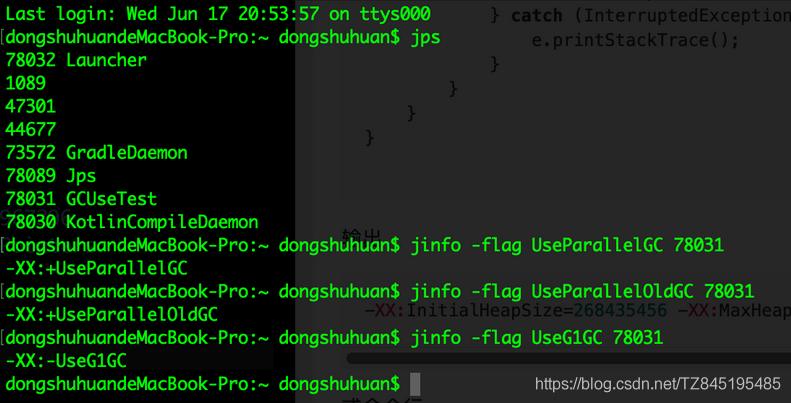 Last login: Wed Jun 17 20:53:57 on ttys000
} catch (InterruptedException
[dongshuhuandeMacBook-Pro:~ dongshuhuan$ jps
e.printStackTrace();
78032 Launcher
}
1089
}
47301
}
44677
}
73572 GradleDaemon
78089 Jps
78031 GCUseTest
78030 KotlinCompileDaemon
输出
[dongshuhuandeMacBook-Pro:~ dongshuhuan$ jinfo -flag UseParallelGC 78031
-XX:+UseParallelGC
[dongshuhuandeMacBook-Pro:~ dongshuhuan$ jinfo -flag UseParallelOldGC 78031
-XX:+UseParallelOldGC
-XX:InitialHeapSize=268435456 -XX:MaxHeap
[dongshuhuandeMacBook-Pro:~ dongshuhuan$ jinfo -flag UseG1GC 78031
-XX:-UseG1GC
dongshuhuandeMacBook-Pro:~ dongshuhuan$
https://blog.csdn.net/TZ845195485